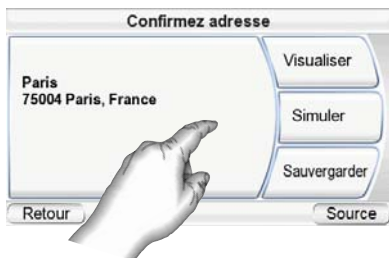 Confirmez adresse
Paris
75004 Paris, France
Visualiser
Simuler
Sauvergarder
Retour
Source